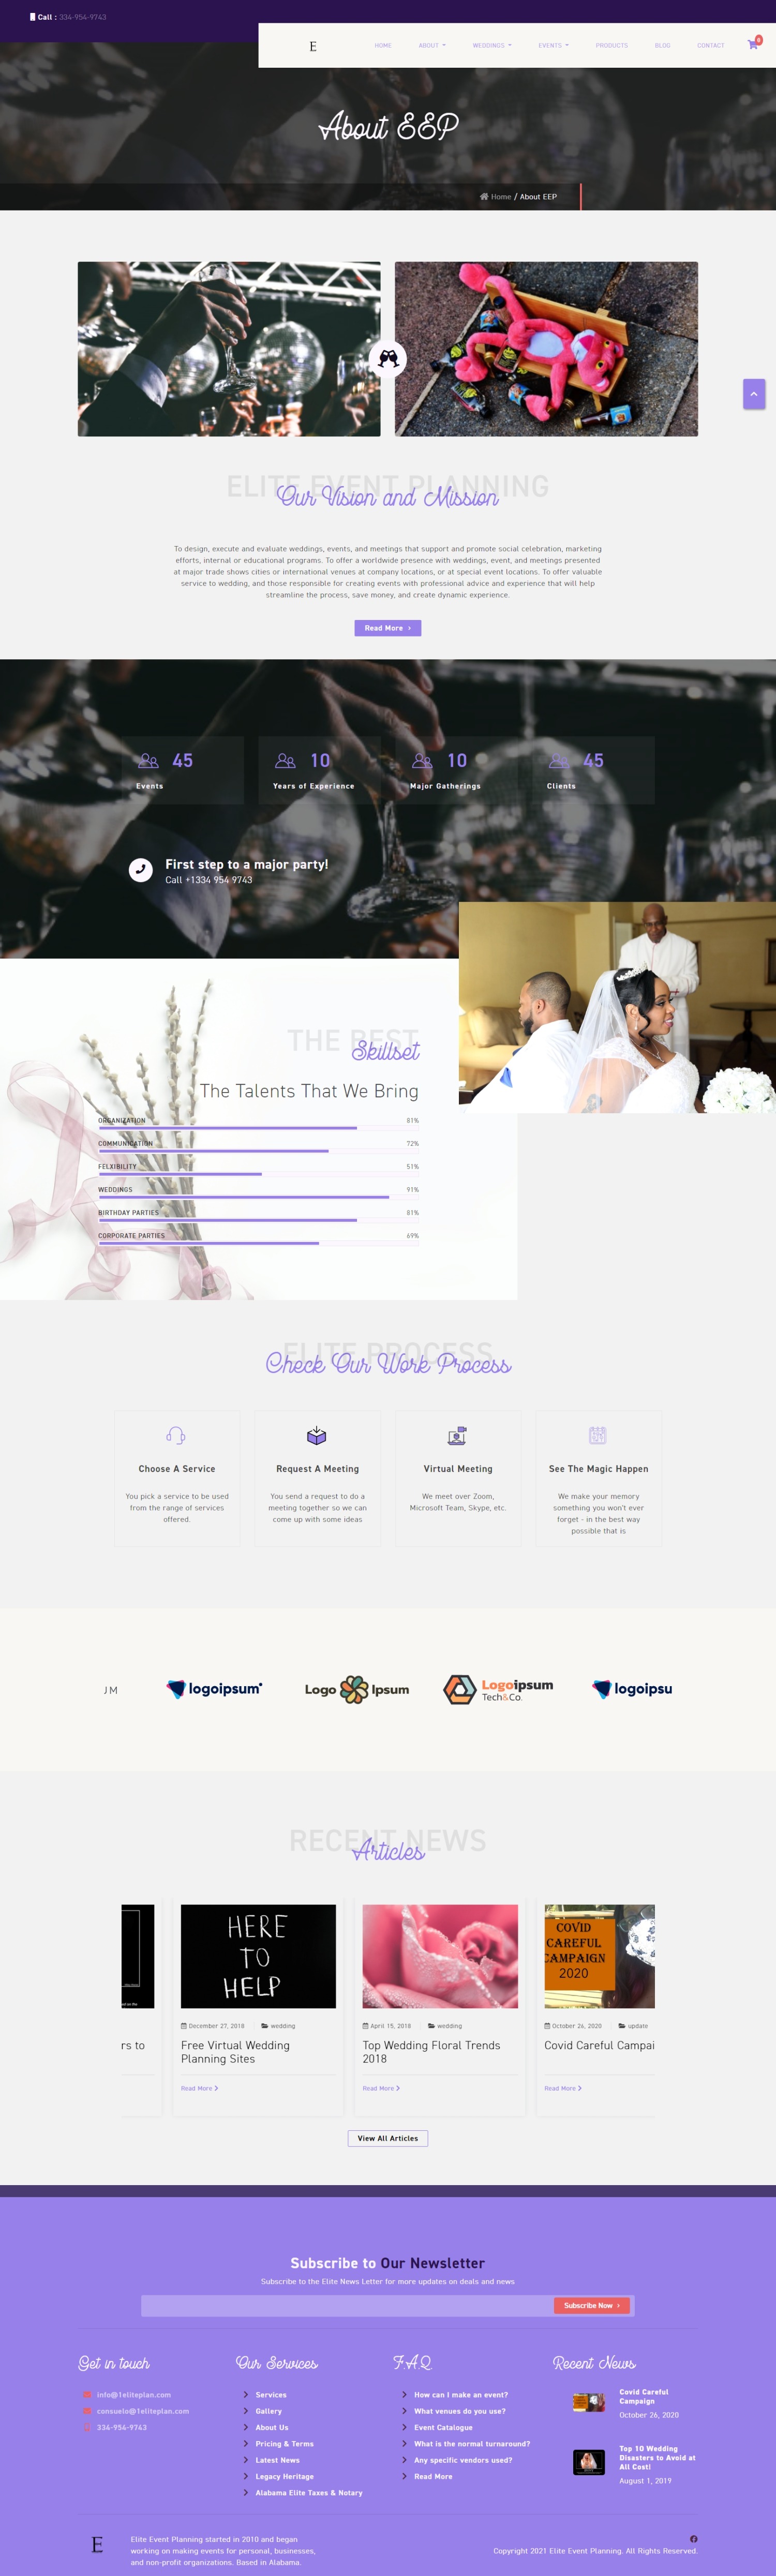 Call : 334-954-9743
E
HOME ABOUT WEDDINGS EVENTS PRODUCTS BLOG CONTACT
0
About EEP
Home / About EEP
ELITE EVENT PLANNING
Our Vision and Mission
To design, execute and evaluate weddings, events, and meetings that support and promote social celebration, marketing
efforts, internal or educational programs. To offer a worldwide presence with weddings, event, and meetings presented
at major trade shows cities or international venues at company locations, or at special event locations. To offer valuable
service to wedding, and those responsible for creating events with professional advice and experience that will help
streamline the process, save money, and create dynamic experience.
Read More
45 10 10 45
Events Years of Experience Major Gatherings Clients
First step to a major party!
Call +1334 954 9743
THE BEST
Skillset
The Talents That We Bring
ORGANIZATION 81%
COMMUNICATION 72%
FELXIBILITY 51%
WEDDINGS 91%
BIRTHDAY PARTIES 81%
CORPORATE PARTIES 69%
ELITE PROCESS
Check Our Work Process
Choose A Service
You pick a service to be used
from the range of services
offered.
Request A Meeting
You send a request to do a
meeting together so we can
come up with some ideas
Virtual Meeting
We meet over Zoom,
Microsoft Team, Skype, etc.
See The Magic Happen
We make your memory
something you won't ever
forget - in the best way
possible that is
J M
logoipsum
Logo Ipsum
Logoipsum
Tech&Co.
logoipsu
RECENT NEWS
Articles
rs to
HERE
TO
HELP
December 27, 2018 wedding
Free Virtual Wedding
Planning Sites
Read More
April 15, 2018 wedding
Top Wedding Floral Trends
2018
Read More
COVID
CAREFUL
CAMPAIGN
2020
October 26, 2020 update
Covid Careful Campai
Read More
View All Articles
Subscribe to Our Newsletter
Subscribe to the Elite News Letter for more updates on deals and news
Subscribe Now
Get in touch
info@1eliteplan.com
consuelo@1eliteplan.com
334-954-9743
Our Services
Services
Gallery
About Us
Pricing & Terms
Latest News
Legacy Heritage
Alabama Elite Taxes & Notary
F.A.Q
How can I make an event?
What venues do you use?
Event Catalogue
What is the normal turnaround?
Any specific vendors used?
Read More
Recent News
Covid Careful
Campaign
October 26, 2020
Top 10 Wedding
Disasters to Avoid at
All Cost!
August 1, 2019
E
Elite Event Planning started in 2010 and began
working on making events for personal, businesses,
and non-profit organizations. Based in Alabama.
Copyright 2021 Elite Event Planning. All Rights Reserved.